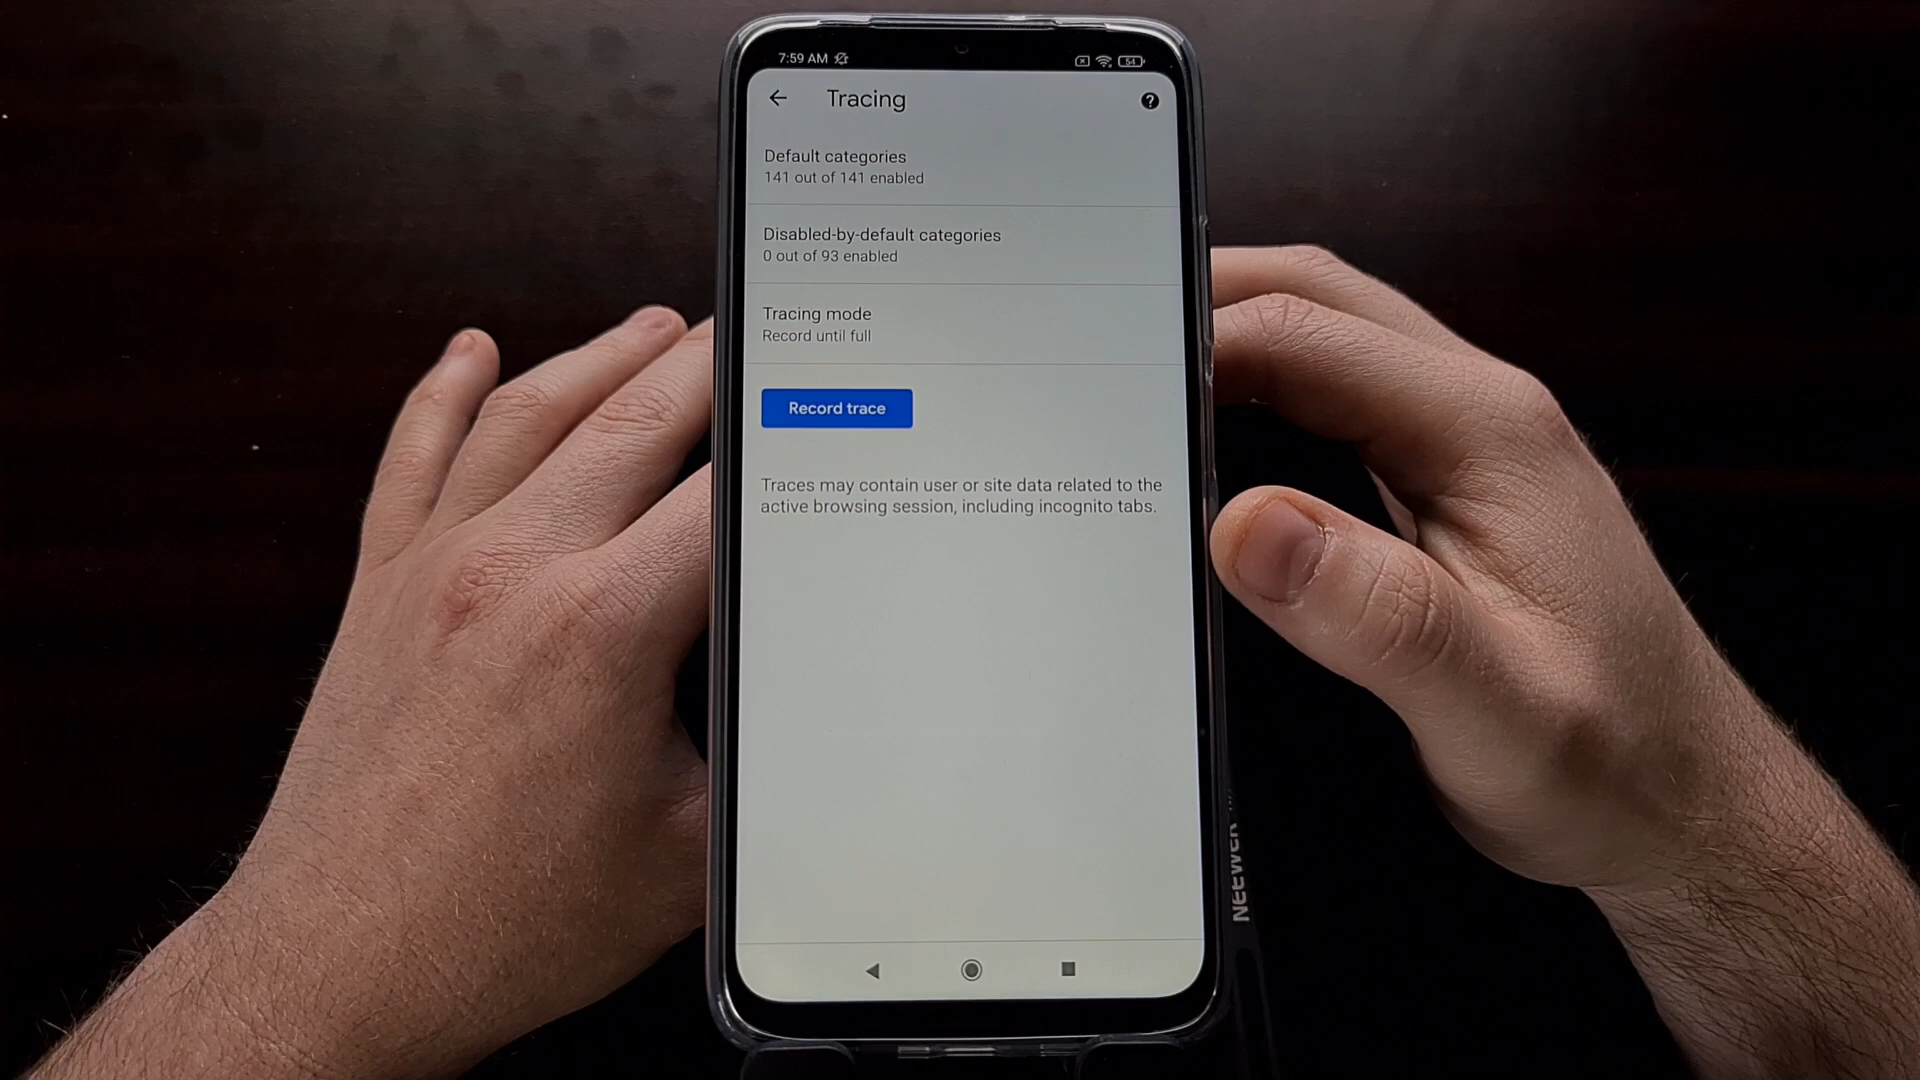 7:59 AM
54
Tracing
Default categories
141 out of 141 enabled
Disabled-by-default categories
0 out of 93 enabled
Tracing mode
Record until full
Record trace
Traces may contain user or site data related to the
active browsing session, including incognito tabs.
NEEWER